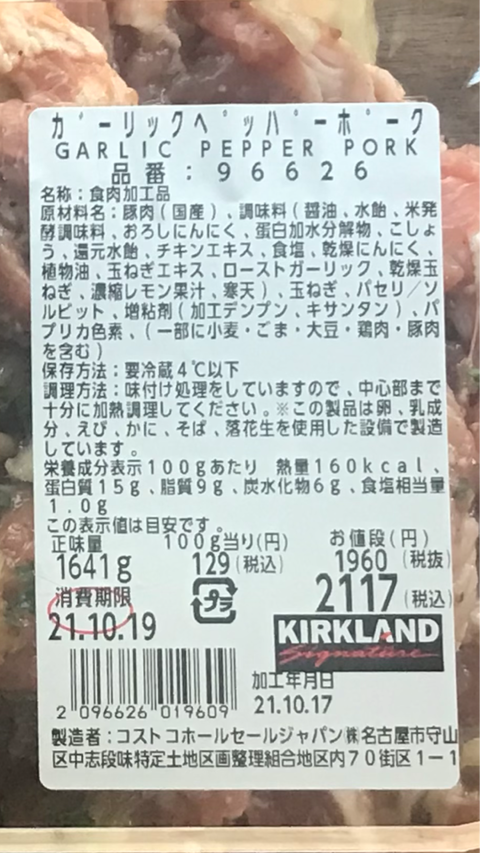 ガーリックペッパーポーク
GARLIC PEPPER PORK
品番:96626
名称:食肉加工品
原材料名:豚肉(国産)、調味料(醤油、水飴、米発
酵調味料、おろしにんにく、蛋白加水分解物、こしょ
う、還元水飴、チキンエキス、食塩、乾燥にんにく、
植物油、玉ねぎエキス、ローストガーリック、乾燥玉
ねぎ、濃縮レモン果汁、寒天)、玉ねぎ、パセリ/ソ
ルビット、増粘剤(加工デンプン、キサンタン)、パ
プリカ色素、(一部に小麦・ごま・大豆・鶏肉・豚肉
を含む)
保存方法:要冷蔵4℃以下
調理方法:味付け処理をしていますので、中心部まで
十分に加熱調理してください。※この製品は卵、乳成
分、えび、かに、そば、落花生を使用した設備で製造
しています。
栄養成分表示100gあたり 熱量160kcal、
蛋白質15g、脂質9g、炭水化物6g、食塩相当量
1.0g
この表示値は目安です。
正味量 100g当り(円) お値段(円)
1641g 129(税込) 1960(税抜)
消費期限 プラ 2117(税込)
21.10.19
KIRKLAND
Signature
加工年月日
2 096626 019609 21.10.17
製造者:コストコホールセールジャパン㈱名古屋市守山
区中志段味特定土地区画整理組合地区内70街区1-1